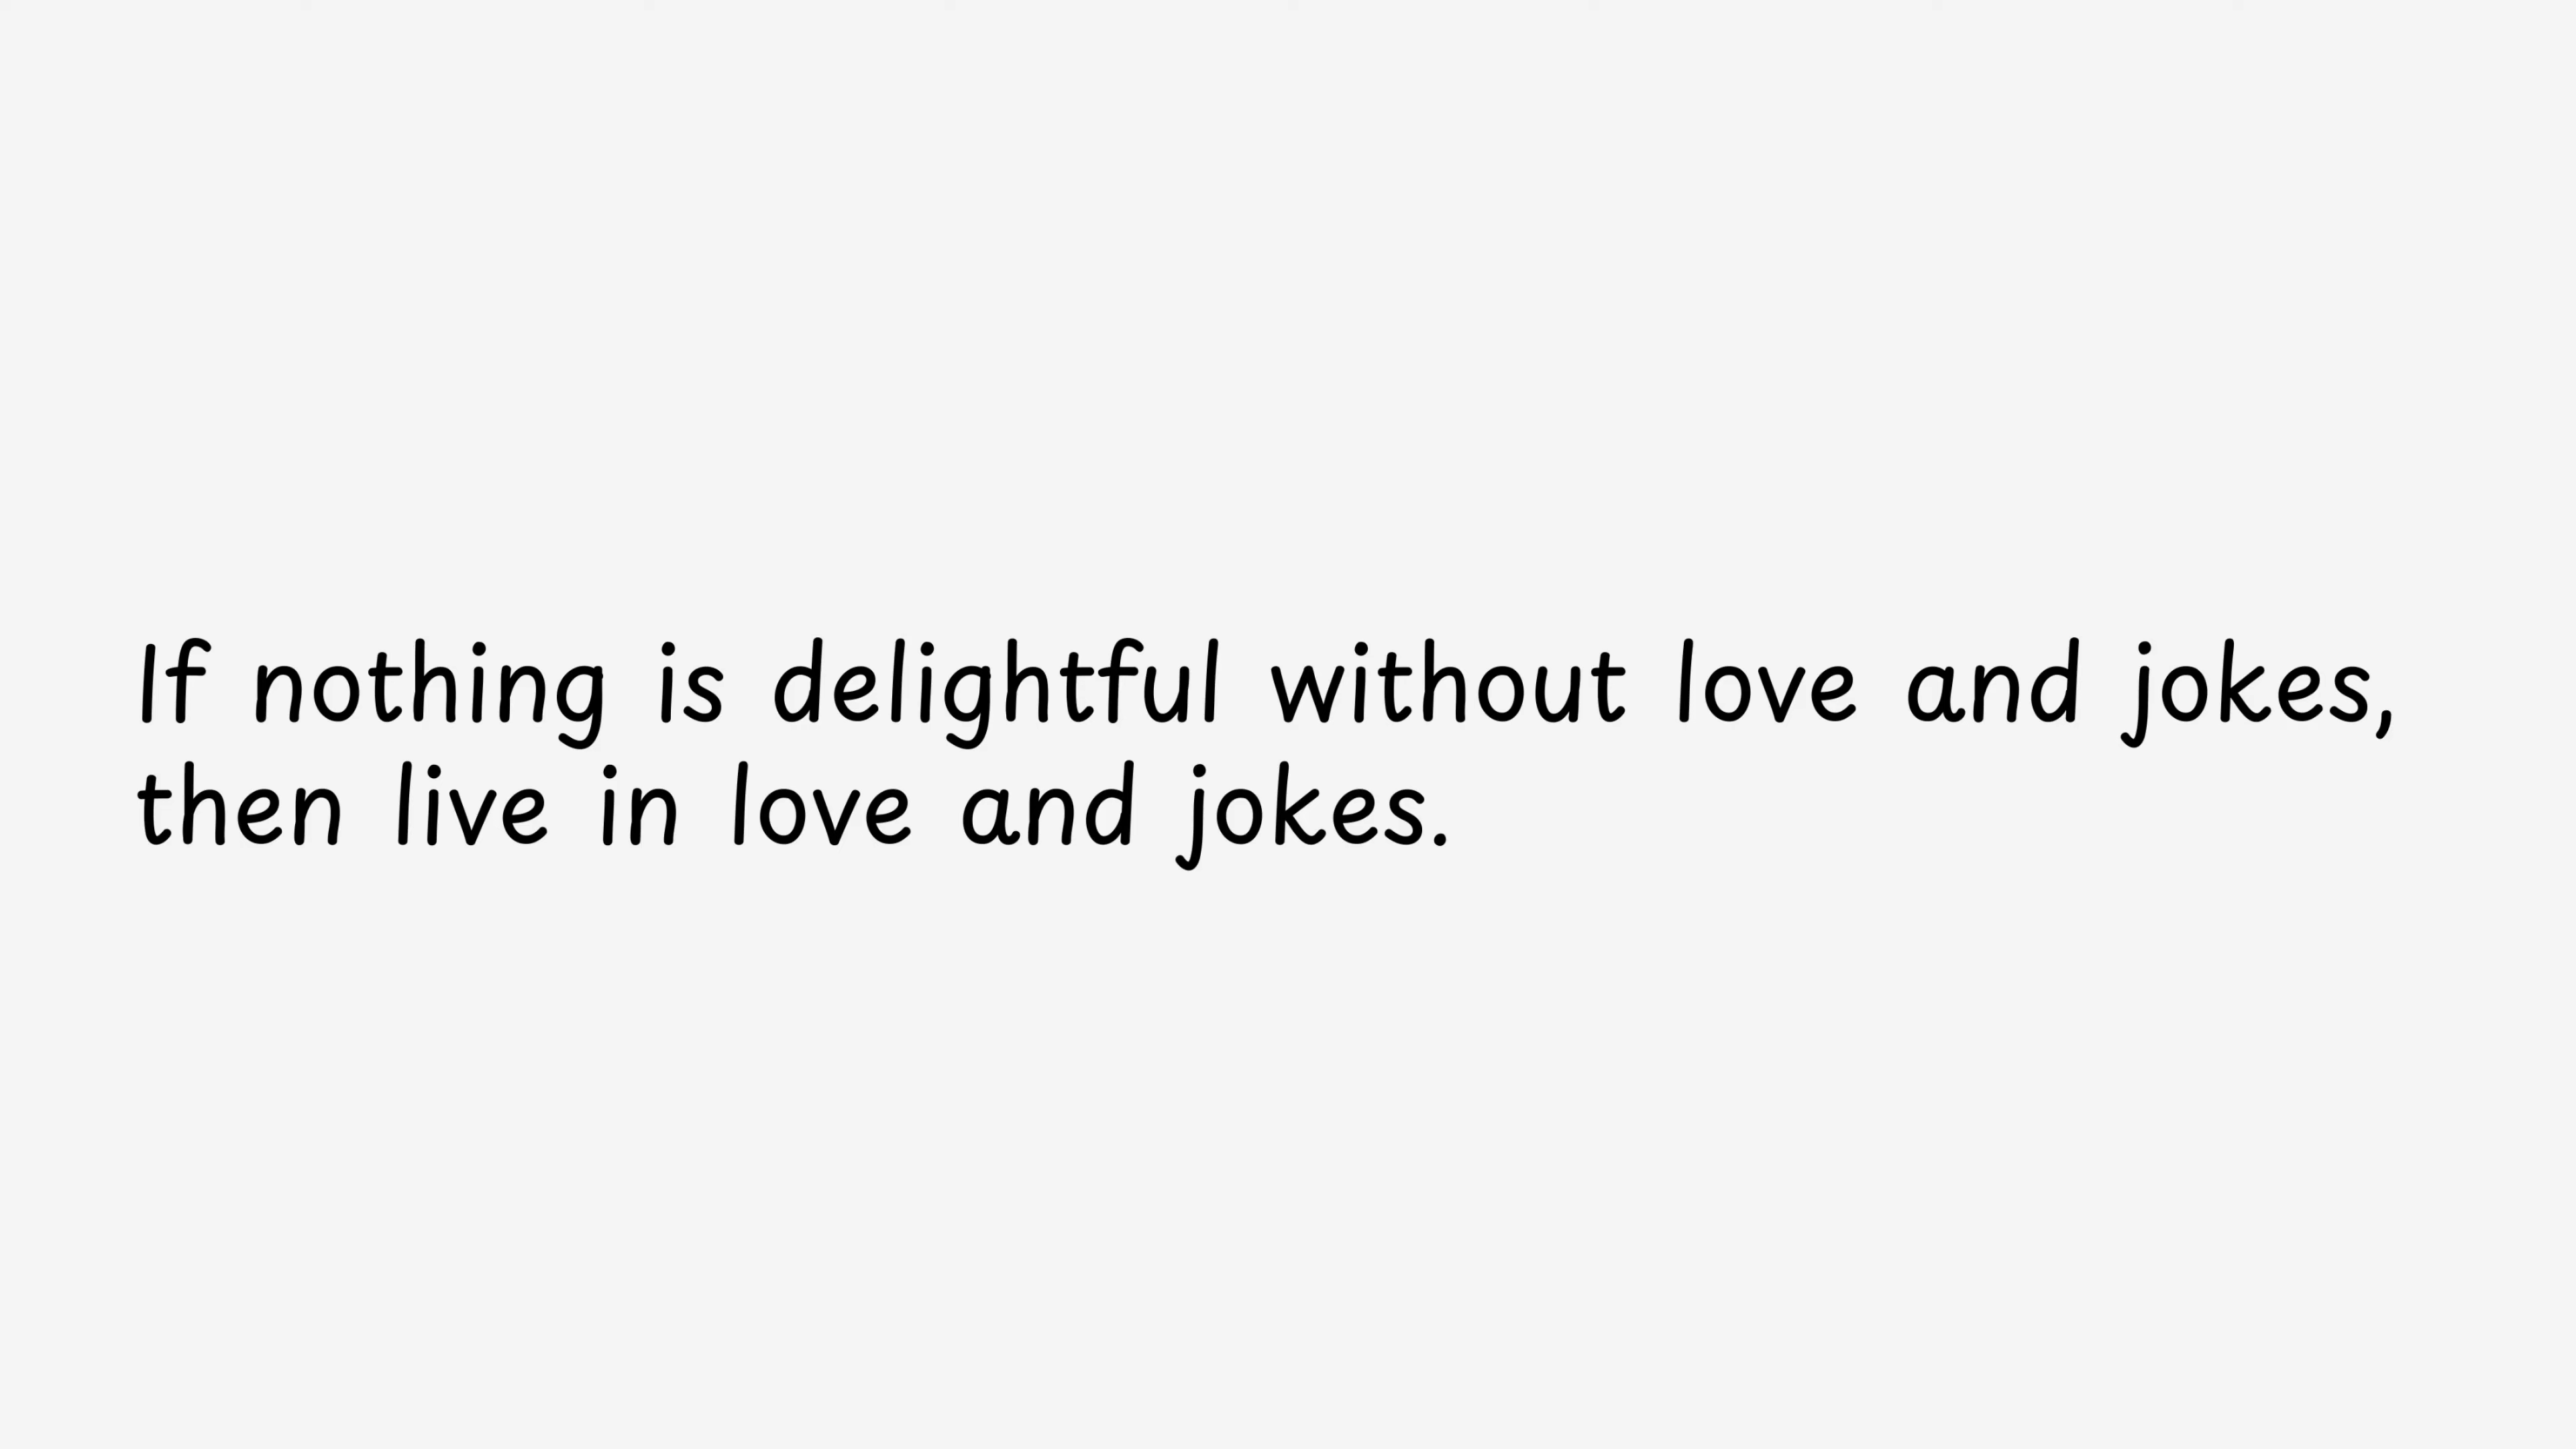 If nothing is delightful without love and jokes,
then live in love and jokes.